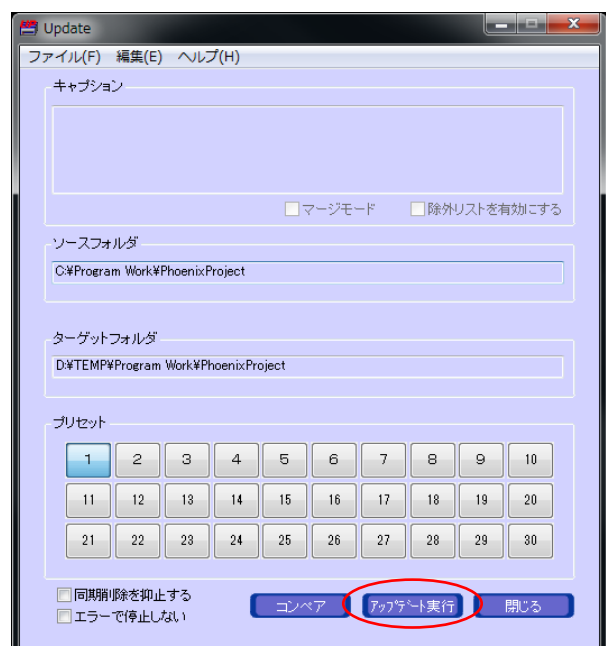 Update
ファイル(F) 編集(E) ヘルプ(H)
キャプション
マージモード 除外リストを有効にする
ソースフォルダ
C:¥Program Work¥PhoenixProject
ターゲットフォルダ
D:¥TEMP¥Program Work¥PhoenixProject
プリセット
1 2 3 4 5 6 7 8 9 10
11 12 13 14 15 16 17 18 19 20
21 22 23 24 25 26 27 28 29 30
同期削除を抑止する
エラーで停止しない
コンペア ｱｯﾌﾟﾃﾞｰﾄ実行 閉じる